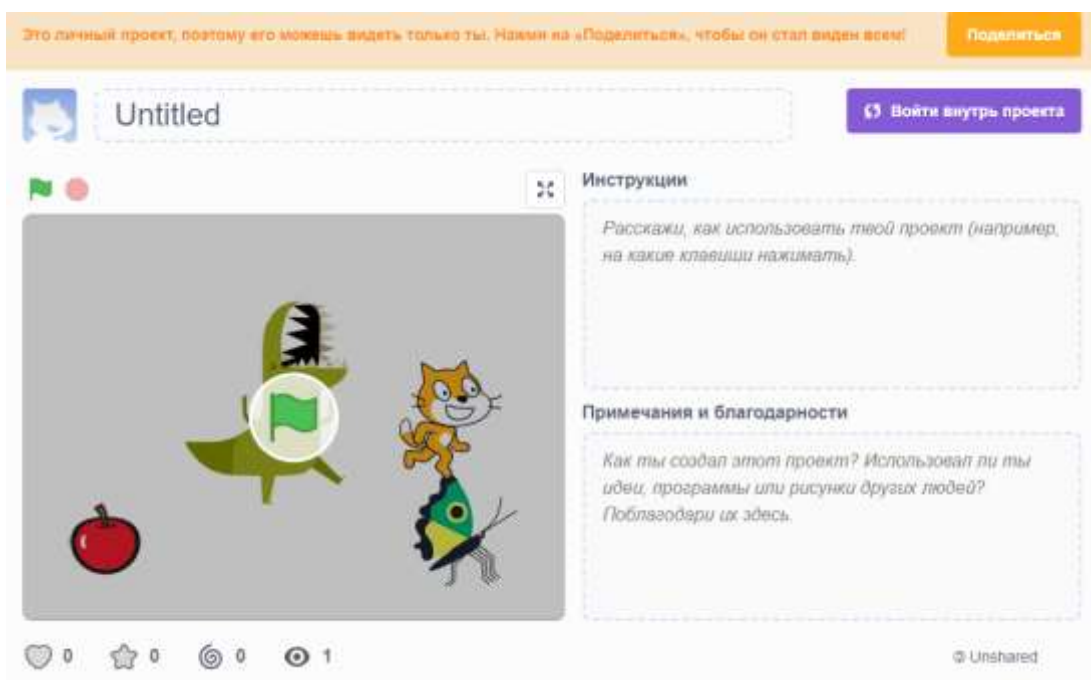 Это личный проект, поэтому его можешь видеть только ты. Нажми на «Поделиться», чтобы он стал виден всем!
Поделиться
Untitled
Войти внутрь проекта
Инструкции
Расскажи, как использовать твой проект (например,
на какие клавиши нажимать).
Примечания и благодарности
Как ты создал этот проект? Использовал ли ты
идеи, программы или рисунки других людей?
Поблагодари их здесь.
0 0 0 1
Unshared